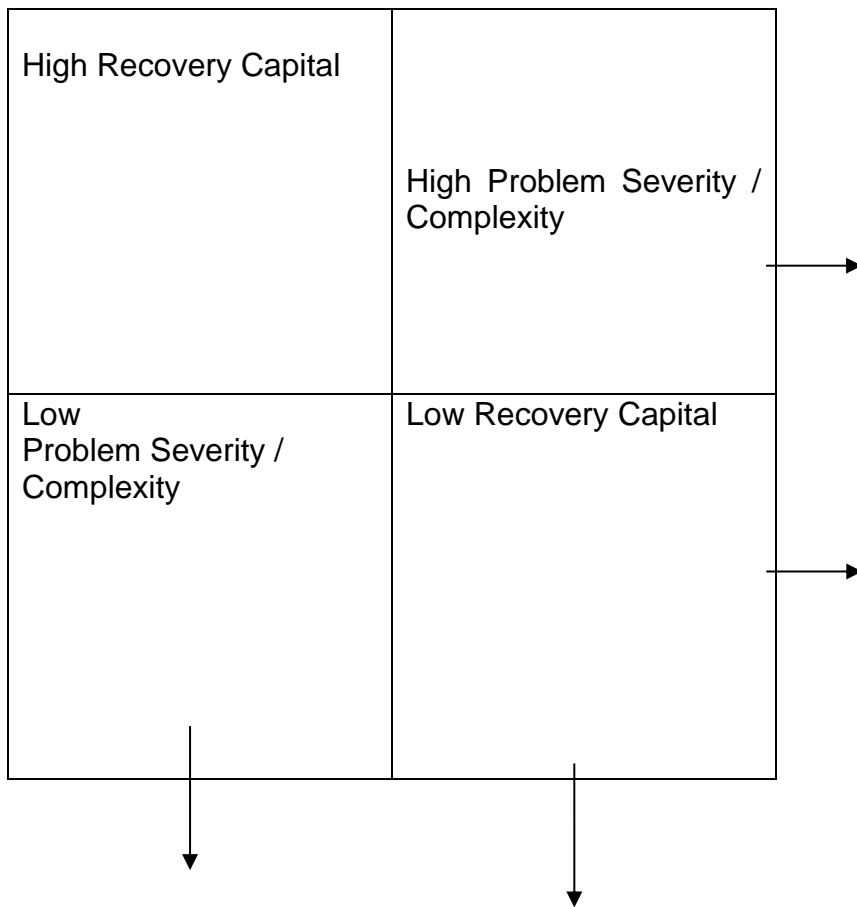 High Recovery Capital
High Problem Severity /
Complexity
Low
Problem Severity /
Complexity
Low Recovery Capital